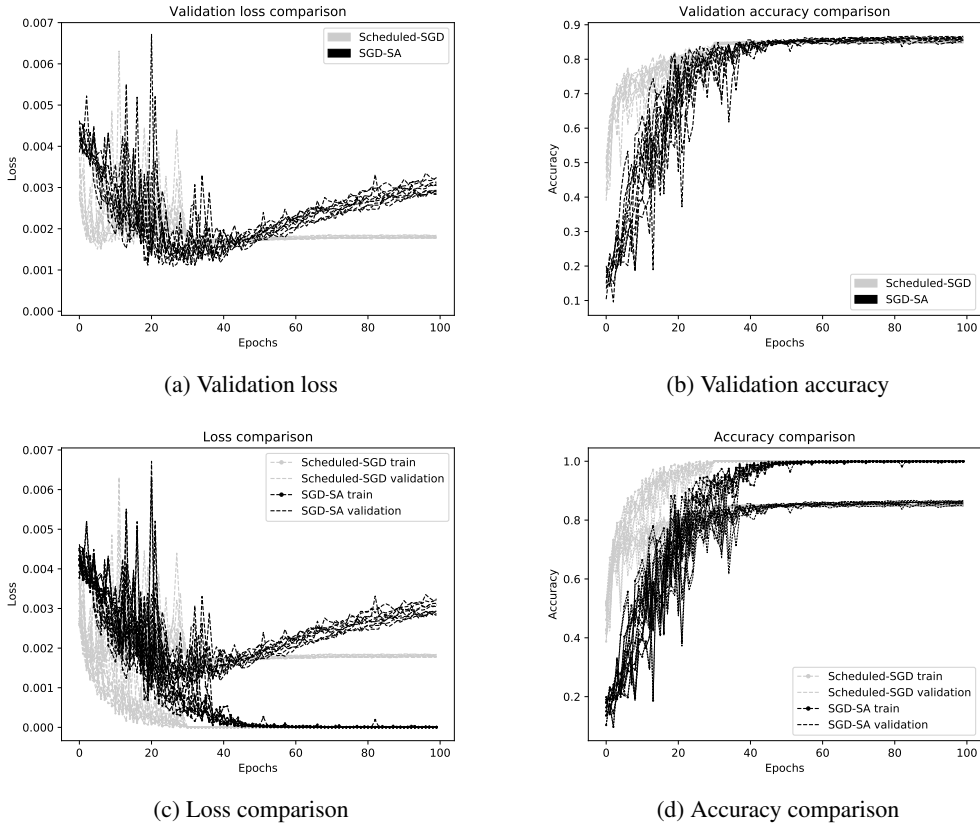 Validation loss comparison
0.007
0.006
0.005
0.004
0.003
0.002
0.001
0.000
Loss
0
20
40
60
80
100
Epochs
Scheduled-SGD
SGD-SA
(a) Validation loss
Validation accuracy comparison
0.9
0.8
0.7
0.6
0.5
0.4
0.3
0.2
0.1
Accuracy
0
20
40
60
80
100
Epochs
Scheduled-SGD
SGD-SA
(b) Validation accuracy
Loss comparison
0.007
0.006
0.005
0.004
0.003
0.002
0.001
0.000
Loss
0
20
40
60
80
100
Epochs
Scheduled-SGD train
Scheduled-SGD validation
SGD-SA train
SGD-SA validation
(c) Loss comparison
Accuracy comparison
1.0
0.8
0.6
0.4
0.2
Accuracy
0
20
40
60
80
100
Epochs
Scheduled-SGD train
Scheduled-SGD validation
SGD-SA train
SGD-SA validation
(d) Accuracy comparison